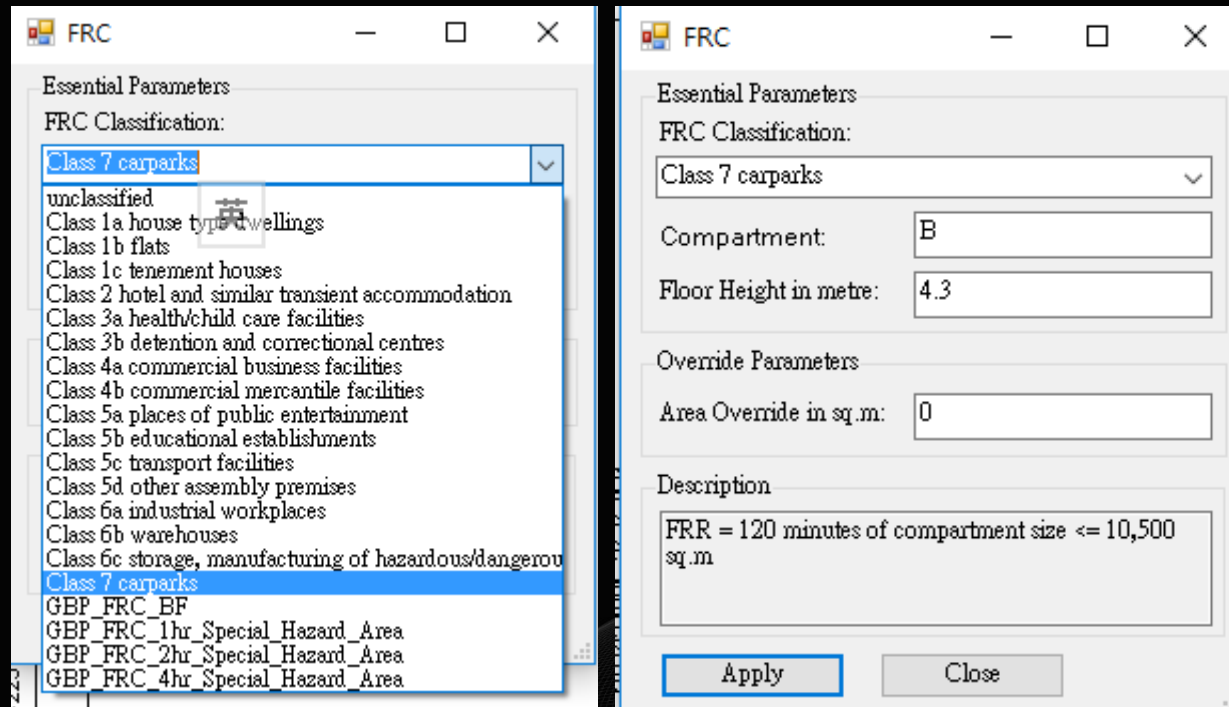 FRC
Essential Parameters
FRC Classification:
Class 7 carparks
英
unclassified
Class 1a house type dwellings
Class 1b flats
Class 1c tenement houses
Class 2 hotel and similar transient accommodation
Class 3a health/child care facilities
Class 3b detention and correctional centres
Class 4a commercial business facilities
Class 4b commercial mercantile facilities
Class 5a places of public entertainment
Class 5b educational establishments
Class 5c transport facilities
Class 5d other assembly premises
Class 6a industrial workplaces
Class 6b warehouses
Class 6c storage, manufacturing of hazardous/dangerou
Class 7 carparks
GBP_FRC_BF
GBP_FRC_1hr_Special_Hazard_Area
GBP_FRC_2hr_Special_Hazard_Area
GBP_FRC_4hr_Special_Hazard_Area
FRC
Essential Parameters
FRC Classification:
Class 7 carparks
Compartment: B
Floor Height in metre: 4.3
Override Parameters
Area Override in sq.m: 0
Description
FRR = 120 minutes of compartment size <= 10,500
sq.m
Apply Close